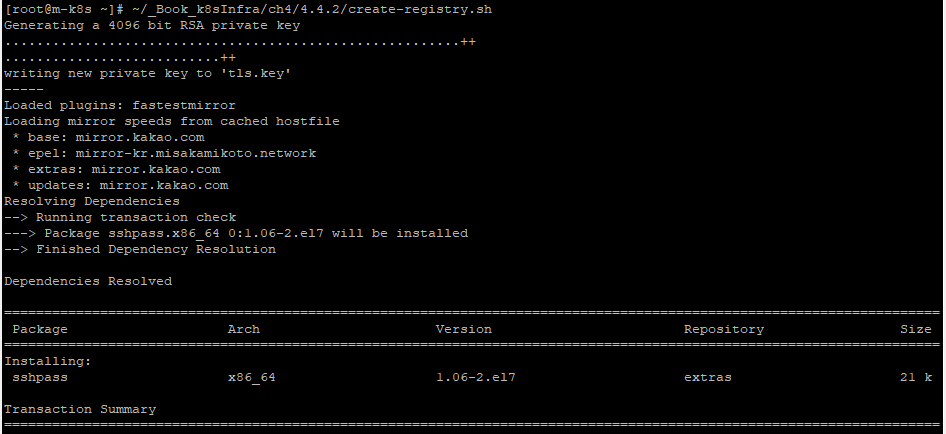 [root@m-k8s ~]# ~/_Book_k8sInfra/ch4/4.4.2/create-registry.sh
Generating a 4096 bit RSA private key
.........................................................++
...........................++
writing new private key to 'tls.key'
-----
Loaded plugins: fastestmirror
Loading mirror speeds from cached hostfile
 * base: mirror.kakao.com
 * epel: mirror-kr.misakamikoto.network
 * extras: mirror.kakao.com
 * updates: mirror.kakao.com
Resolving Dependencies
--> Running transaction check
---> Package sshpass.x86_64 0:1.06-2.el7 will be installed
--> Finished Dependency Resolution

Dependencies Resolved

=====================================================================================================================
 Package                    Arch                      Version                        Repository                 Size
=====================================================================================================================
Installing:
 sshpass                    x86_64                    1.06-2.el7                     extras                     21 k

Transaction Summary
=====================================================================================================================